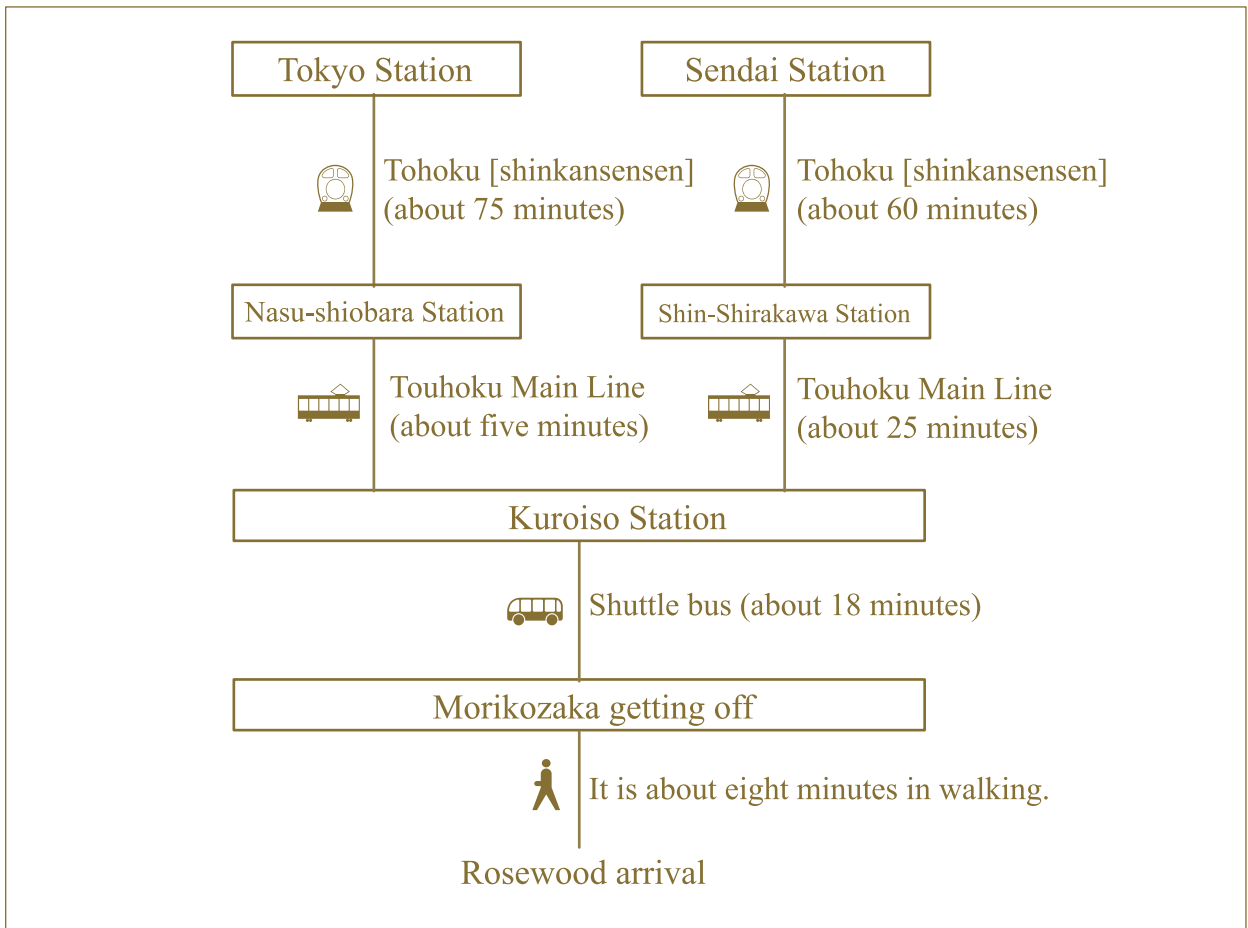 Tokyo Station
Sendai Station
Tohoku [shinkansensen]
(about 75 minutes)
Tohoku [shinkansensen]
(about 60 minutes)
Nasu-shiobara Station
Shin-Shirakawa Station
Touhoku Main Line
(about five minutes)
Touhoku Main Line
(about 25 minutes)
Kuroiso Station
Shuttle bus (about 18 minutes)
Morikozaka getting off
It is about eight minutes in walking.
Rosewood arrival